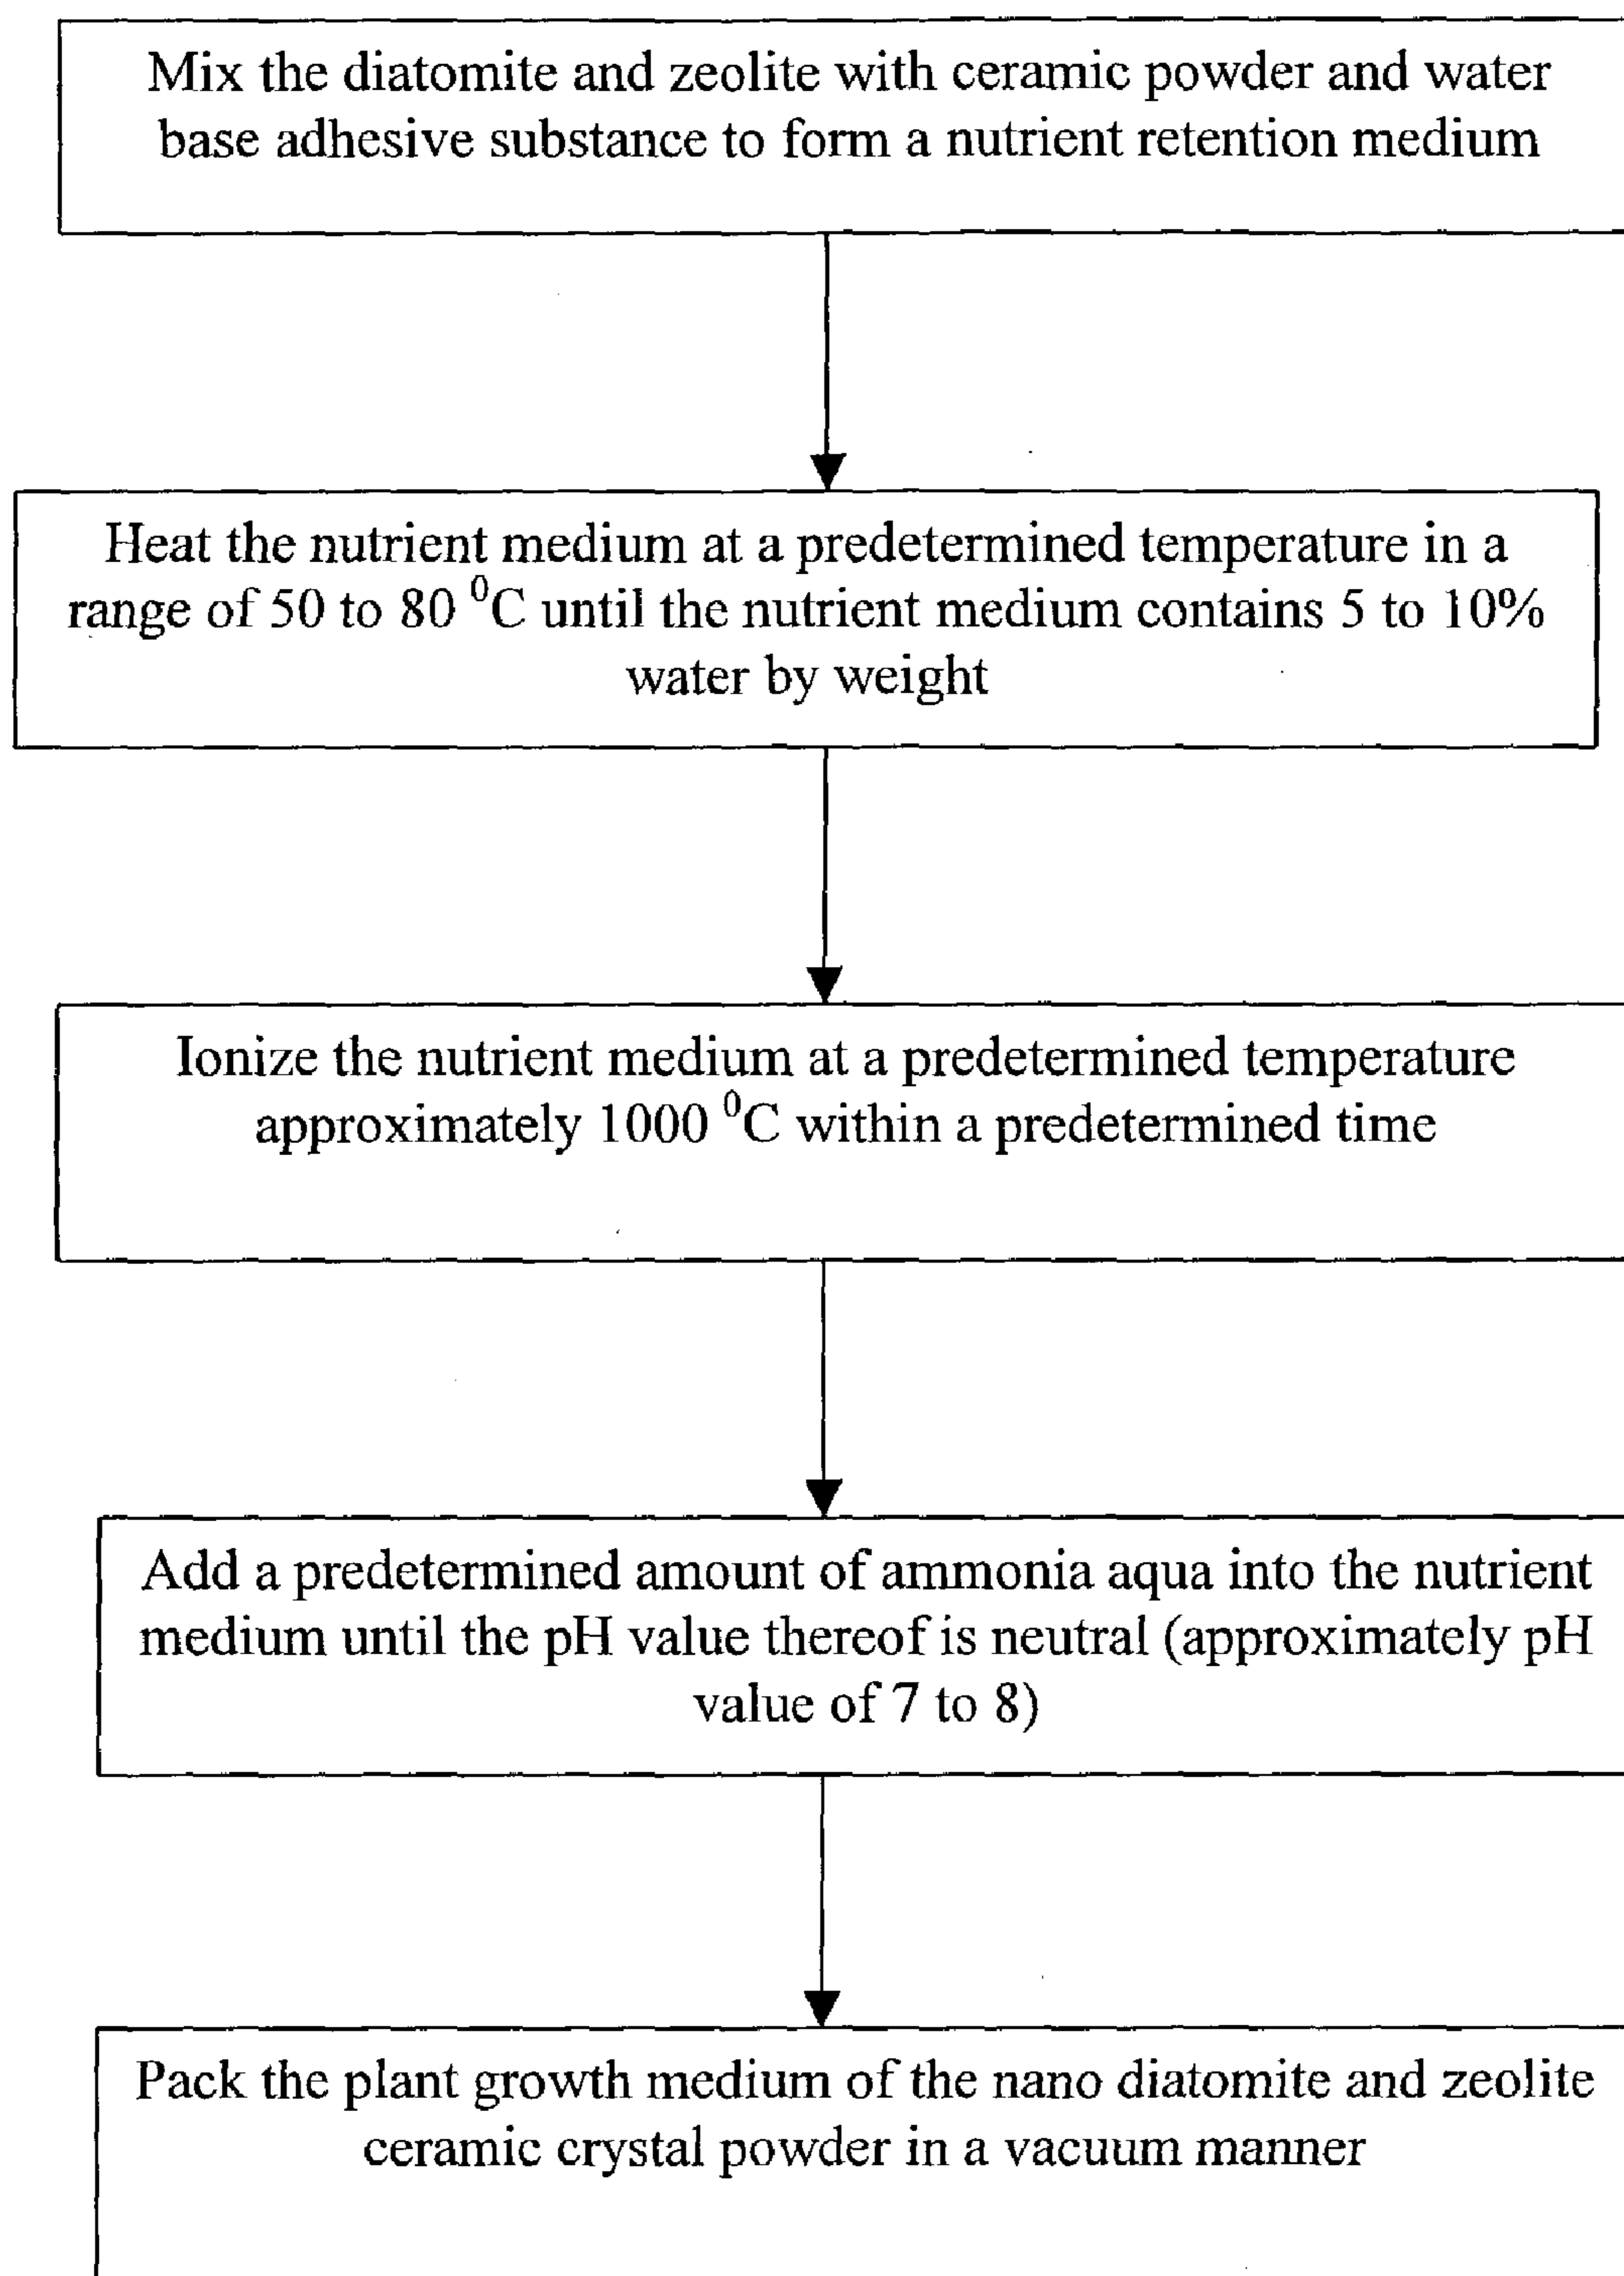 Mix the diatomite and zeolite with ceramic powder and water
base adhesive substance to form a nutrient retention medium
Heat the nutrient medium at a predetermined temperature in a
range of 50 to 80 ⁰C until the nutrient medium contains 5 to 10%
water by weight
Ionize the nutrient medium at a predetermined temperature
approximately 1000 ⁰C within a predetermined time
Add a predetermined amount of ammonia aqua into the nutrient
medium until the pH value thereof is neutral (approximately pH
value of 7 to 8)
Pack the plant growth medium of the nano diatomite and zeolite
ceramic crystal powder in a vacuum manner